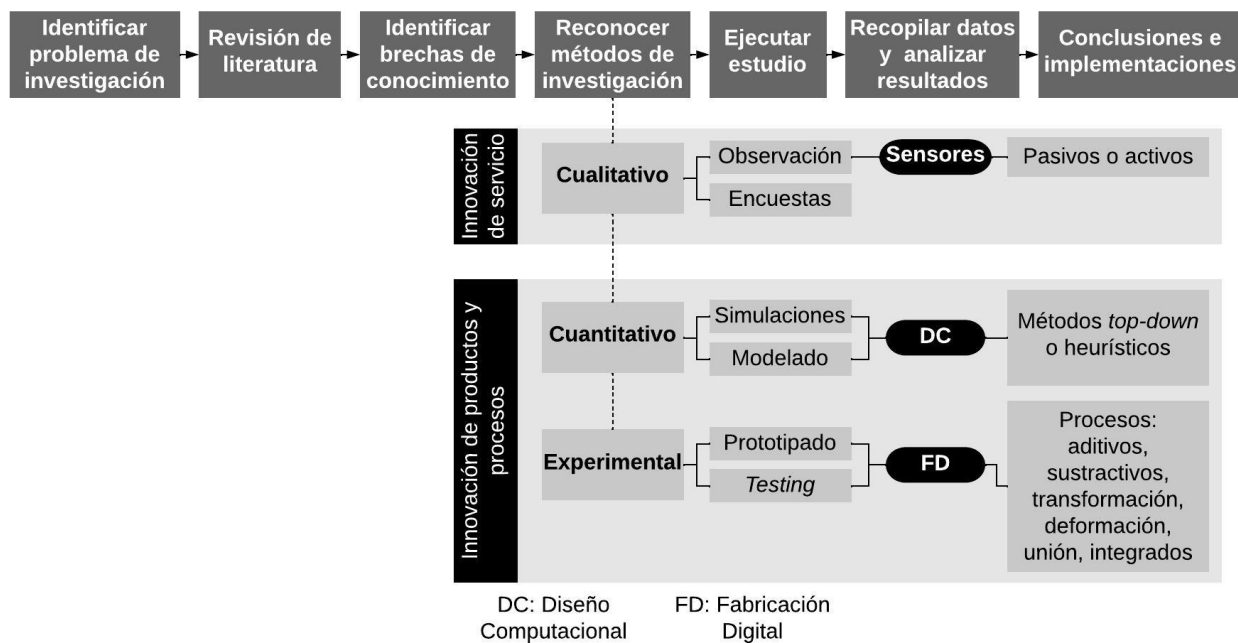 Identificar
problema de
investigación
Revisión de
literatura
Identificar
brechas de
conocimiento
Reconocer
métodos de
investigación
Ejecutar
estudio
Recopilar datos
y analizar
resultados
Conclusiones e
implementaciones
Innovación
de servicio
Cualitativo
Observación
Encuestas
Sensores
Pasivos o activos
Innovación de productos y
procesos
Cuantitativo
Simulaciones
Modelado
DC
Métodos top-down
o heurísticos
Experimental
Prototipado
Testing
FD
Procesos:
aditivos,
sustractivos,
transformación,
deformación,
unión, integrados
DC: Diseño
Computacional
FD: Fabricación
Digital